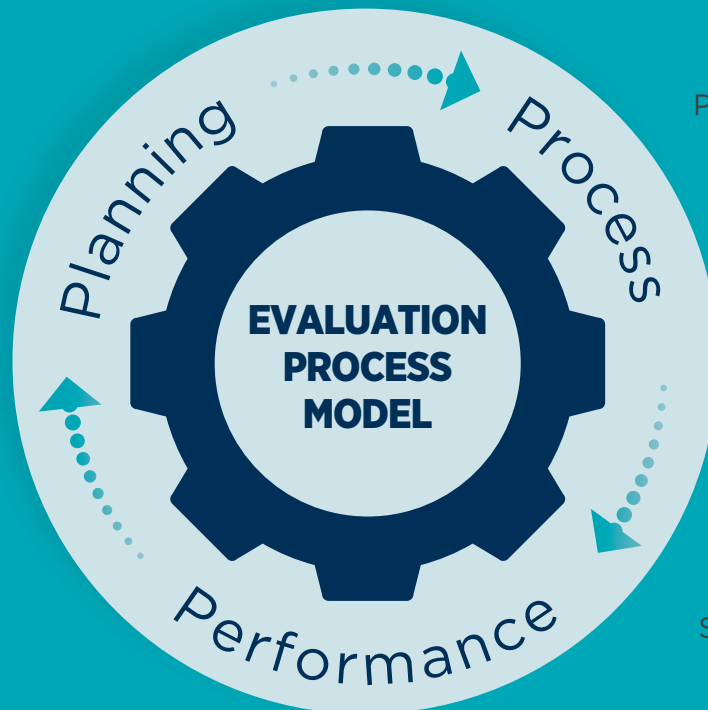 Planning
Process
EVALUATION
PROCESS
MODEL
Performance
P
S